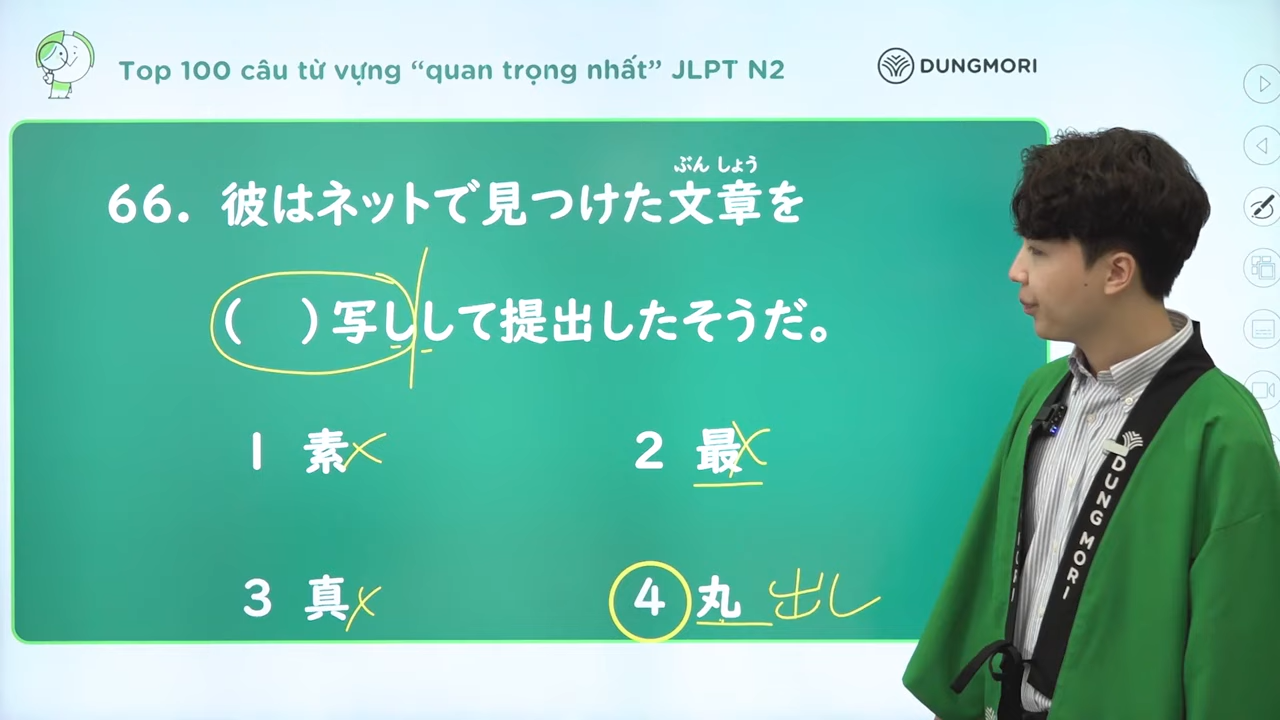 Top 100 câu từ vựng “quan trọng nhất” JLPT N2
DUNGMORI
ぶんしょう
66. 彼はネットで見つけた文章を
( )写しして提出したそうだ。
1 素 ×
2 最 ×
3 真 ×
4 丸 出し
DUNG MORI